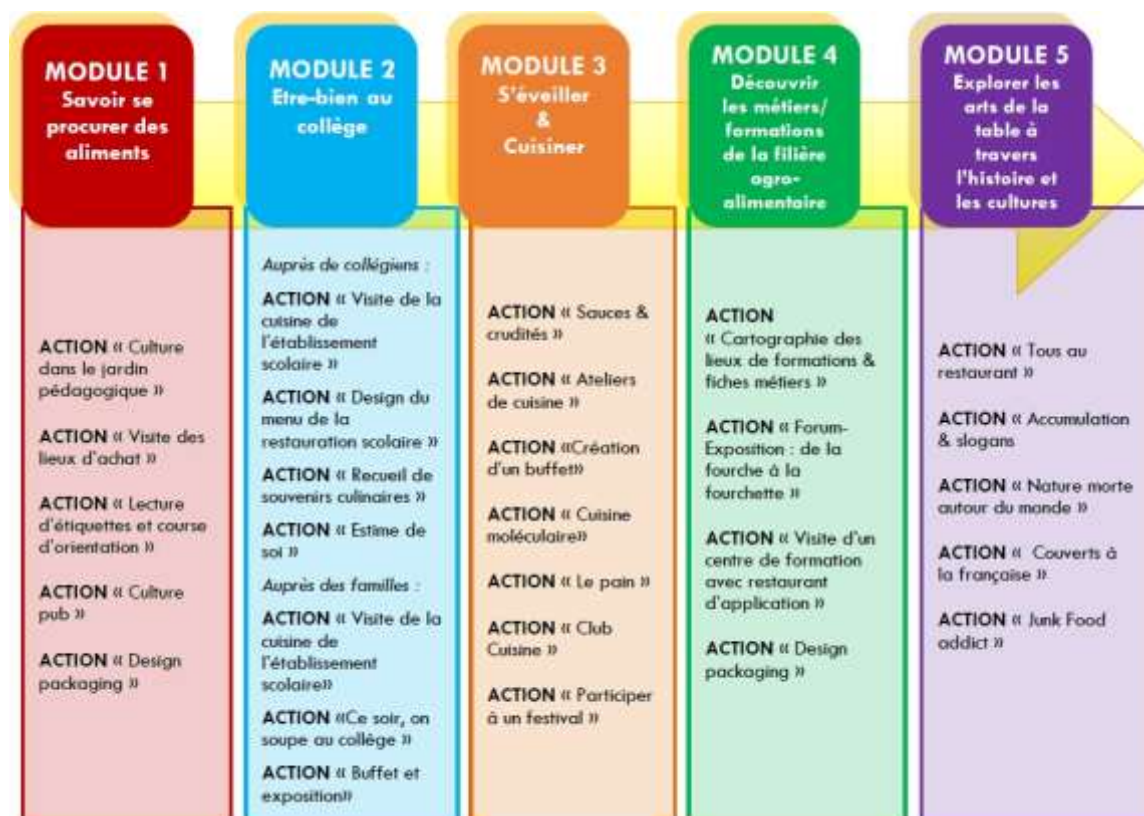 MODULE 1
Savoir se
procurer des
aliments
ACTION « Culture
dans le jardin
pédagogique »
ACTION « Visite des
lieux d'achat »
ACTION « Lecture
d'étiquettes et course
d'orientation »
ACTION « Culture
pub »
ACTION « Design
packaging »
MODULE 2
Etre-bien au
collège
Auprès de collégiens :
ACTION « Visite de la
cuisine de
l'établissement
scolaire »
ACTION « Design du
menu de la
restauration scolaire »
ACTION « Recueil de
souvenirs culinaires »
ACTION « Estime de
soi »
Auprès des familles :
ACTION « Visite de la
cuisine de
l'établissement
scolaire»
ACTION «Ce soir, on
soupe au collège »
ACTION « Buffet et
exposition»
MODULE 3
S'éveiller
&
Cuisiner
ACTION « Sauces &
crudités »
ACTION « Ateliers
de cuisine »
ACTION «Création
d'un buffet»
ACTION « Cuisine
moléculaire»
ACTION « Le pain »
ACTION « Club
Cuisine »
ACTION « Participer
à un festival »
MODULE 4
Découvrir
les métiers/
formations
de la filière
agro-
alimentaire
ACTION
« Cartographie des
lieux de formations &
fiches métiers »
ACTION « Forum-
Exposition : de la
fourche à la
fourchette »
ACTION « Visite d'un
centre de formation
avec restaurant
d'application »
ACTION « Design
packaging »
MODULE 5
Explorer les
arts de la
table à
travers
l'histoire et
les cultures
ACTION « Tous au
restaurant »
ACTION « Accumulation
& slogans
ACTION « Nature morte
autour du monde »
ACTION «  Couverts à
la française »
ACTION « Junk Food
addict »